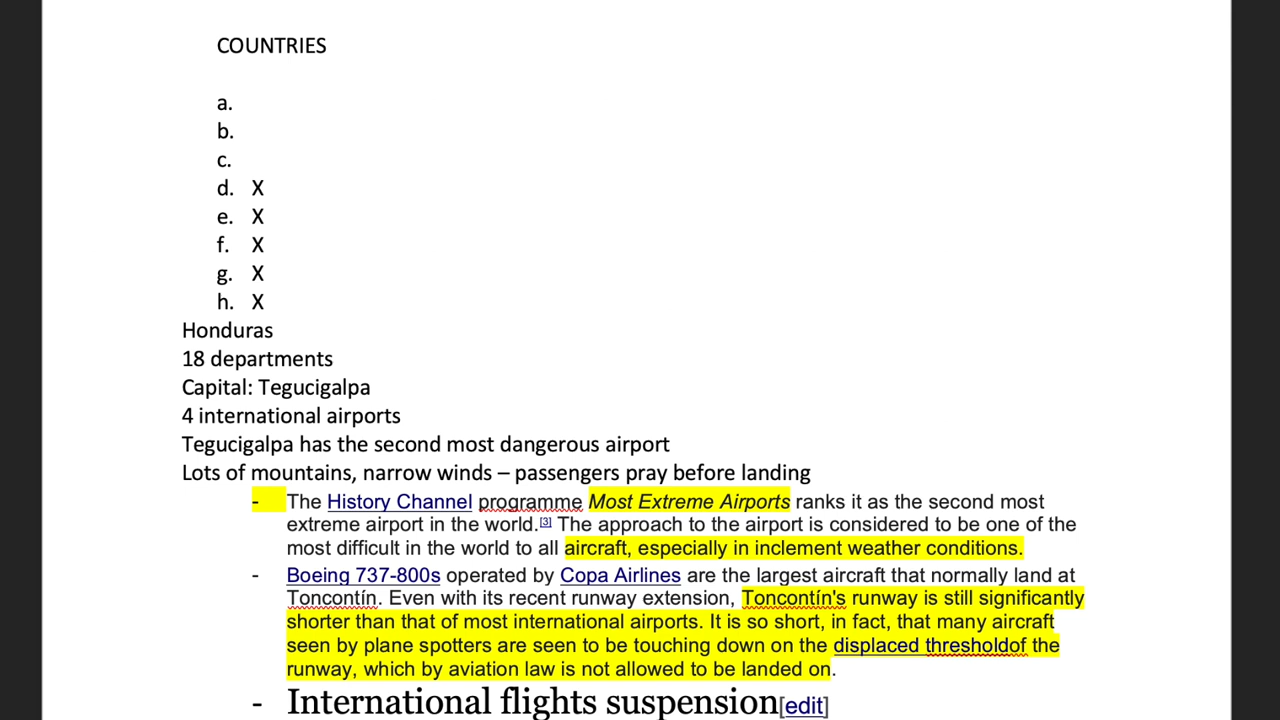 COUNTRIES
a.
b.
c.
d. X
e. X
f. X
g. X
h. X
Honduras
18 departments
Capital: Tegucigalpa
4 international airports
Tegucigalpa has the second most dangerous airport
Lots of mountains, narrow winds – passengers pray before landing
- The History Channel programme Most Extreme Airports ranks it as the second most
extreme airport in the world.[3] The approach to the airport is considered to be one of the
most difficult in the world to all aircraft, especially in inclement weather conditions.
- Boeing 737-800s operated by Copa Airlines are the largest aircraft that normally land at
Toncontín. Even with its recent runway extension, Toncontín's runway is still significantly
shorter than that of most international airports. It is so short, in fact, that many aircraft
seen by plane spotters are seen to be touching down on the displaced thresholdof the
runway, which by aviation law is not allowed to be landed on.
- International flights suspension[edit]